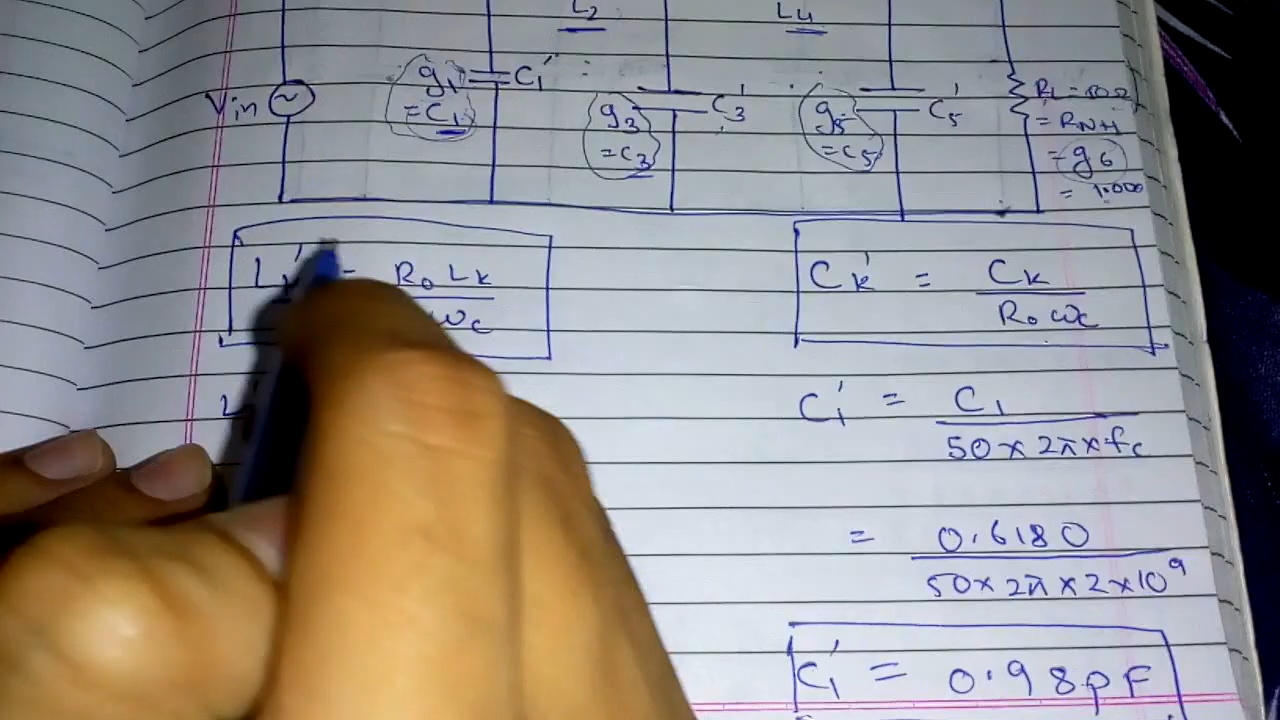 L2 L4
Vin g1 = C1 C1' g3 = C3 C3' g5 = C5 C5' RL = 50Ω
= RN+1
= g6
= 1.000
Lk' = R0 Lk / ωc
Ck' = Ck / R0 ωc
L
C1' = C1 / 50 × 2π × fc
= 0.6180 / 50 × 2π × 2 × 10^9
C1' = 0.98 pF